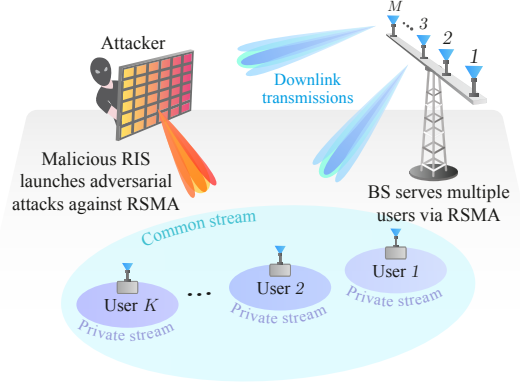 M ... 3 2 1
Attacker
Downlink
transmissions
Malicious RIS
launches adversarial
attacks against RSMA
BS serves multiple
users via RSMA
Common stream
User 1
Private stream
User 2
Private stream
...
User K
Private stream